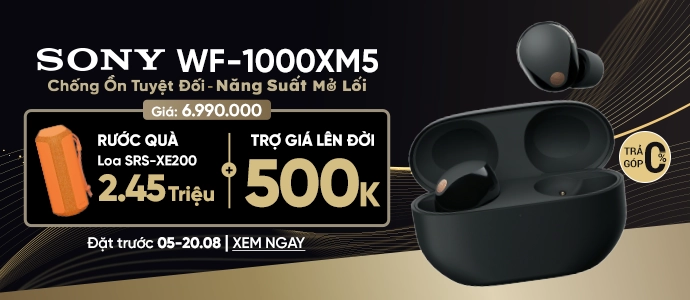 SONY WF-1000XM5
Chống Ồn Tuyệt Đối - Năng Suất Mở Lối
Giá: 6.990.000
RƯỚC QUÀ
Loa SRS-XE200
2.45 Triệu
+
TRỢ GIÁ LÊN ĐỜI
500K
TRẢ GÓP 0%
Đặt trước 05-20.08 | XEM NGAY